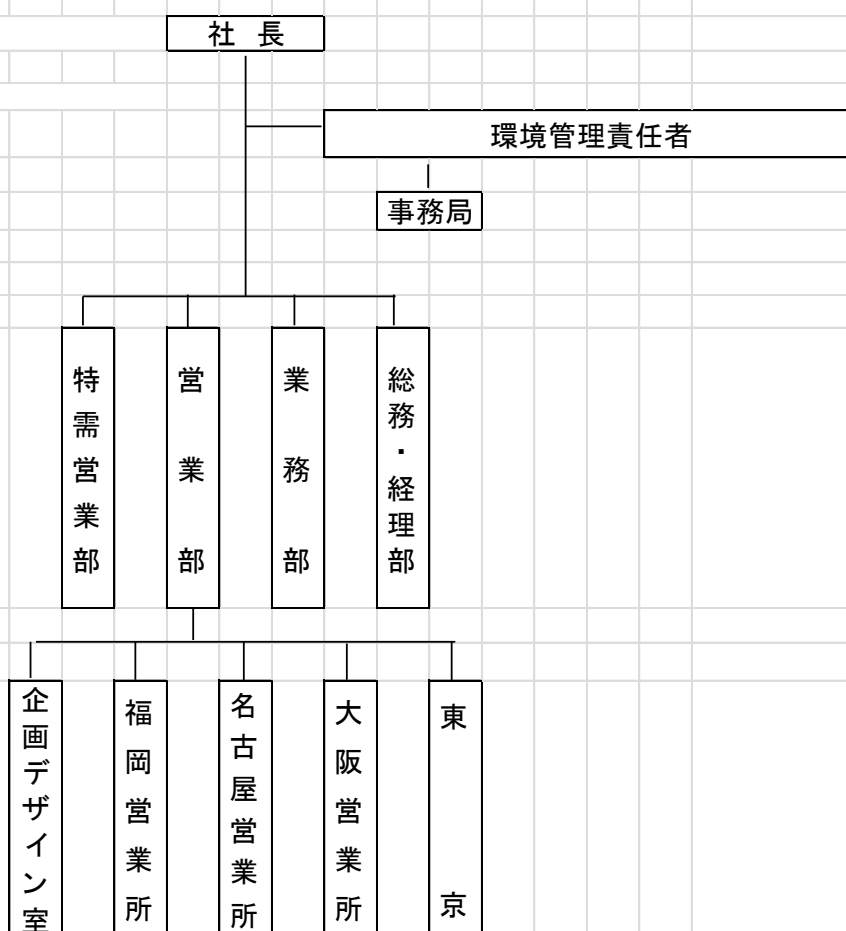 社 長
環境管理責任者
事務局
特需営業部
営業部
業務部
総務・経理部
企画デザイン室
福岡営業所
名古屋営業所
大阪営業所
東京